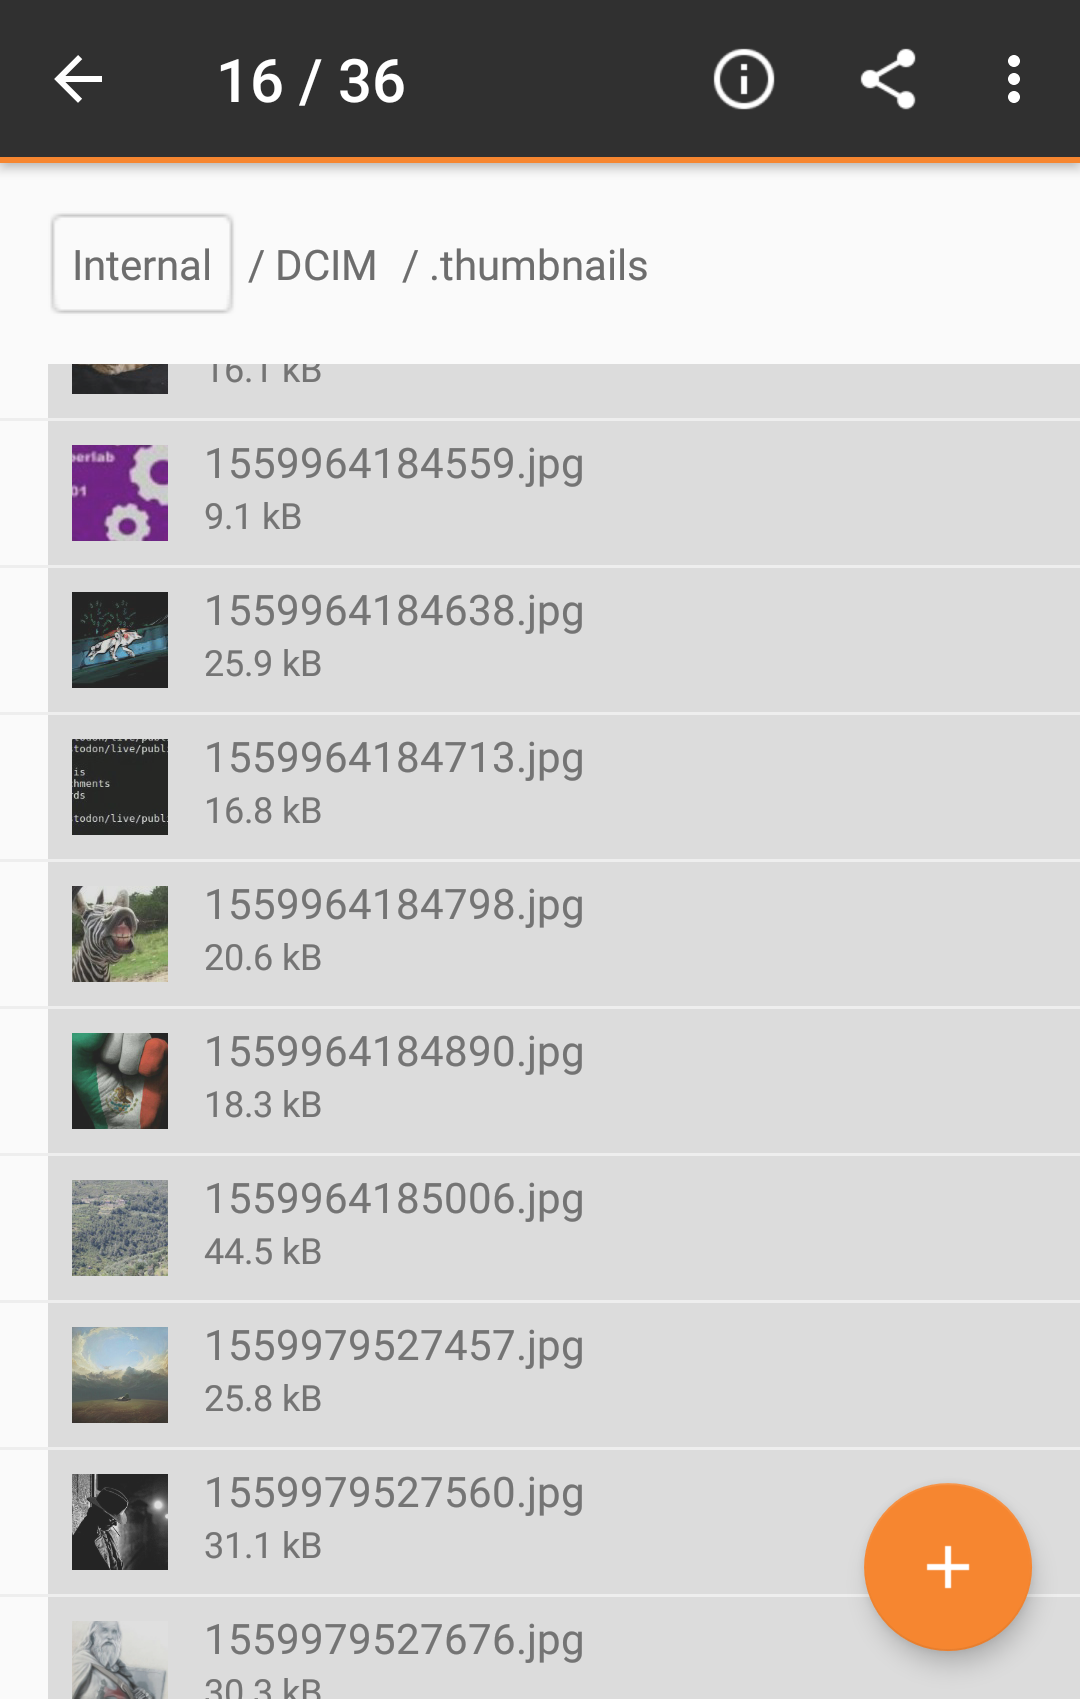 16 / 36
Internal / DCIM / .thumbnails
16.1 kB
1559964184559.jpg
9.1 kB
perlab
01
1559964184638.jpg
25.9 kB
1559964184713.jpg
16.8 kB
todon/live/publ
is
hments
rds
todon/live/publ
1559964184798.jpg
20.6 kB
1559964184890.jpg
18.3 kB
1559964185006.jpg
44.5 kB
1559979527457.jpg
25.8 kB
1559979527560.jpg
31.1 kB
1559979527676.jpg
30.3 kB